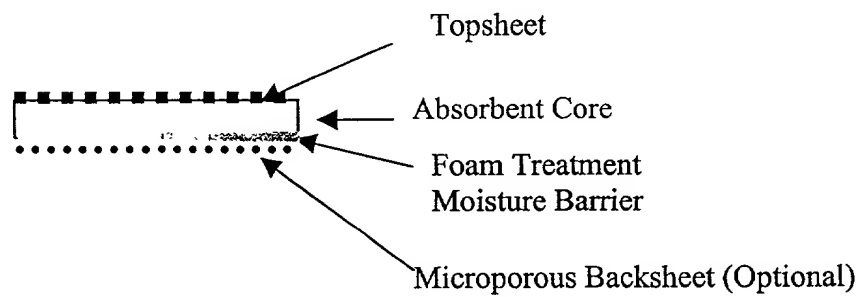 Topsheet
Absorbent Core
Foam Treatment
Moisture Barrier
Microporous Backsheet (Optional)